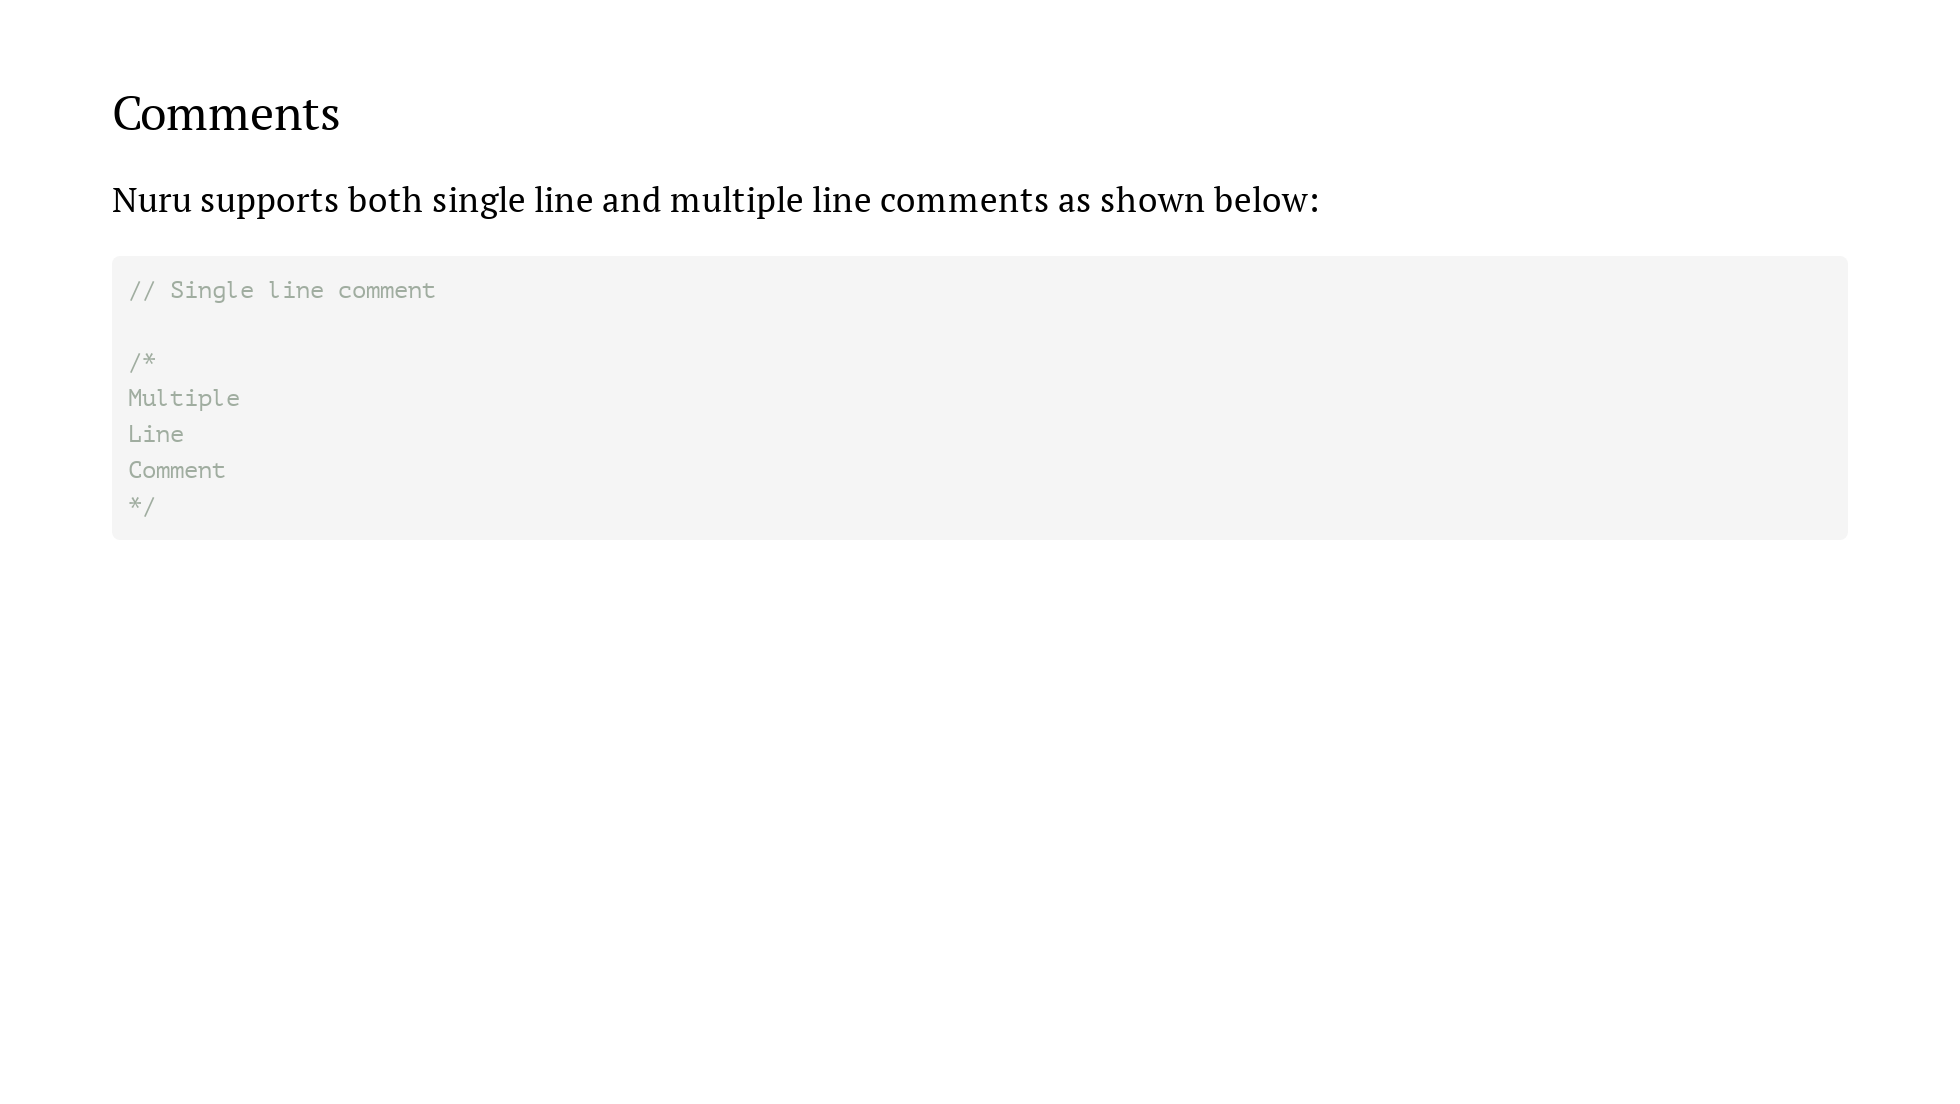 Comments
Nuru supports both single line and multiple line comments as shown below:
// Single line comment
/*
Multiple
Line
Comment
*/